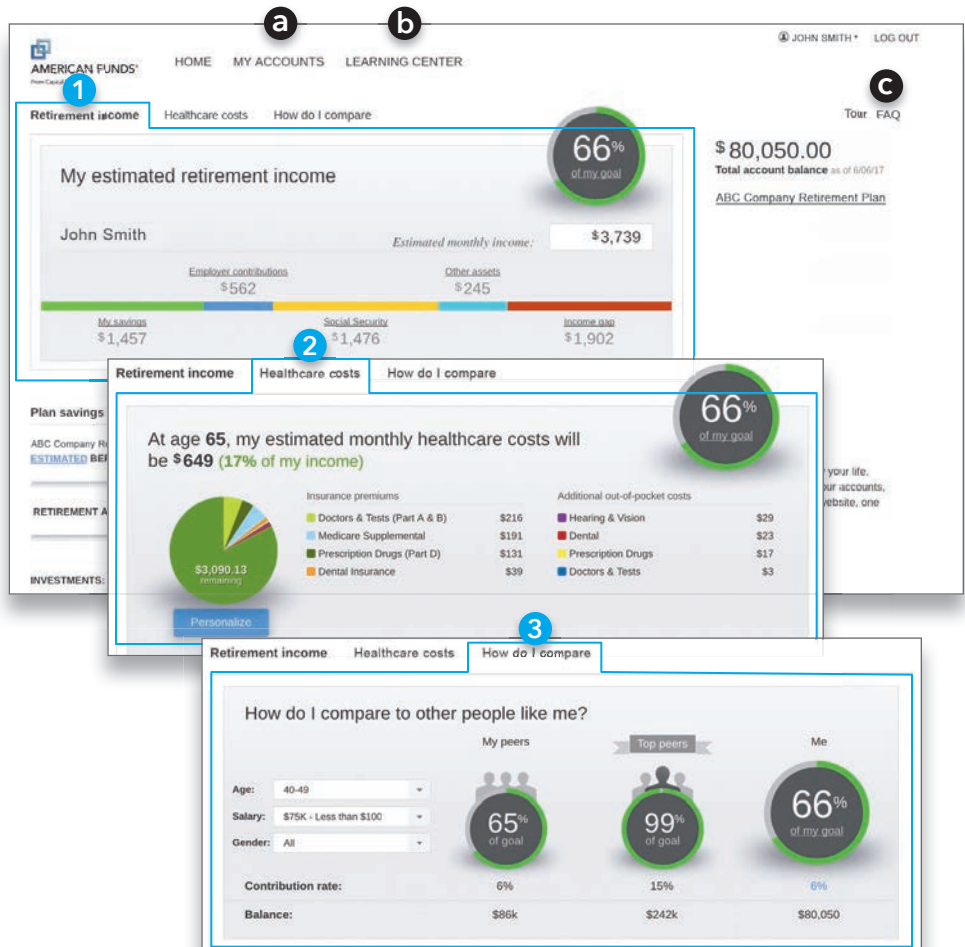 a b
JOHN SMITH LOG OUT
AMERICAN FUNDS®
HOME MY ACCOUNTS LEARNING CENTER
1
c
Retirement income Healthcare costs How do I compare
Tour FAQ
66%
of my goal
My estimated retirement income
$80,050.00
Total account balance as of 6/06/17
ABC Company Retirement Plan
John Smith
Estimated monthly income: $3,739
Employer contributions Other assets
$562 $245
My savings Social Security Income gap
$1,457 $1,476 $1,902
2
Retirement income Healthcare costs How do I compare
66%
of my goal
Plan savings
ABC Company
ESTIMATED
RETIREMENT A
INVESTMENTS:
your life.
our accounts,
website, one
At age 65, my estimated monthly healthcare costs will
be $649 (17% of my income)
Insurance premiums Additional out-of-pocket costs
Doctors & Tests (Part A & B) $216 Hearing & Vision $29
Medicare Supplemental $191 Dental $23
Prescription Drugs (Part D) $131 Prescription Drugs $17
Dental Insurance $39 Doctors & Tests $3
$3,090.13
remaining
Personalize
3
Retirement income Healthcare costs How do I compare
How do I compare to other people like me?
My peers Top peers Me
Age: 40-49
Salary: $75K - Less than $100
Gender: All
65% 99% 66%
of goal of goal of my goal
Contribution rate: 6% 15% 6%
Balance: $86k $242k $80,050